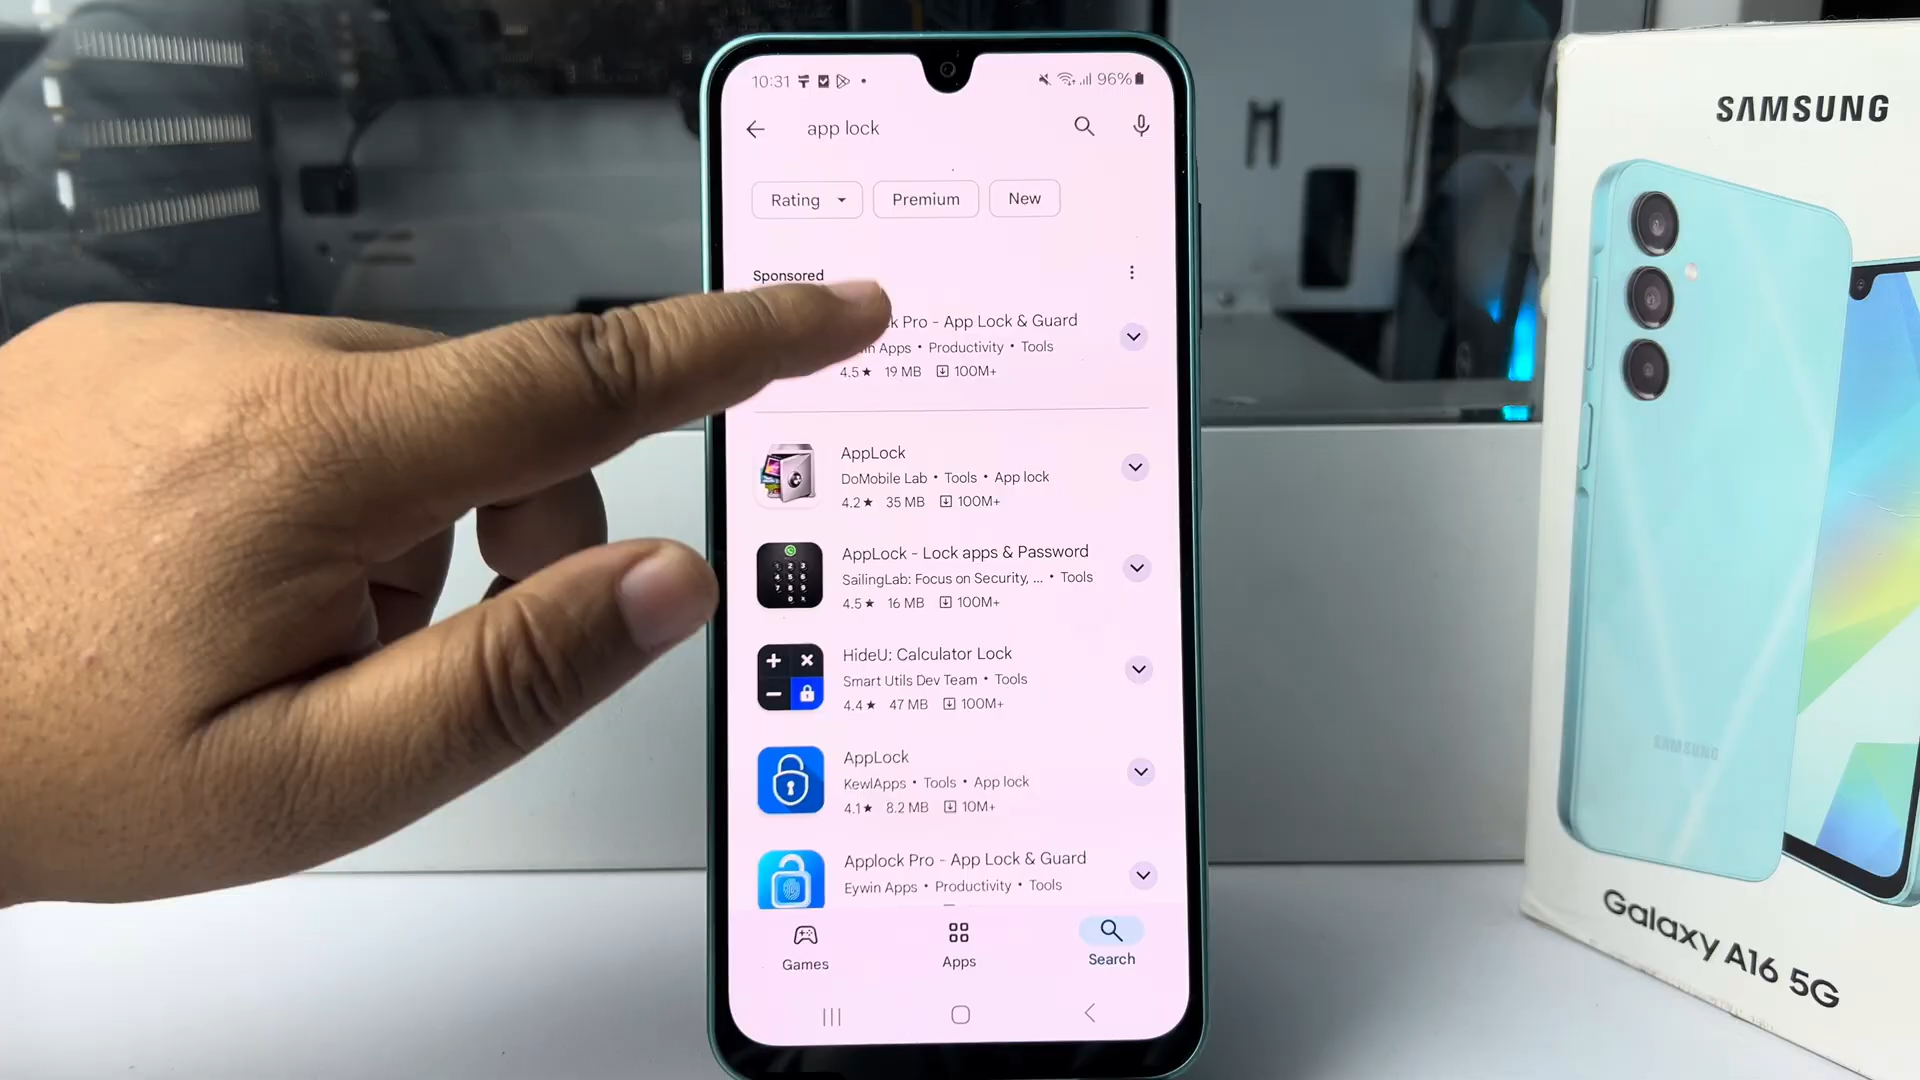 10:31 96%
app lock
Rating Premium New
Sponsored
Pro - App Lock & Guard
Apps • Productivity • Tools
4.5★ 19 MB 100M+
AppLock
DoMobile Lab • Tools • App lock
4.2★ 35 MB 100M+
AppLock - Lock apps & Password
SailingLab: Focus on Security, ... • Tools
4.5★ 16 MB 100M+
HideU: Calculator Lock
Smart Utils Dev Team • Tools
4.4★ 47 MB 100M+
AppLock
KewlApps • Tools • App lock
4.1★ 8.2 MB 10M+
Applock Pro - App Lock & Guard
Eywin Apps • Productivity • Tools
Games Apps Search
SAMSUNG
SAMSUNG
Galaxy A16 5G